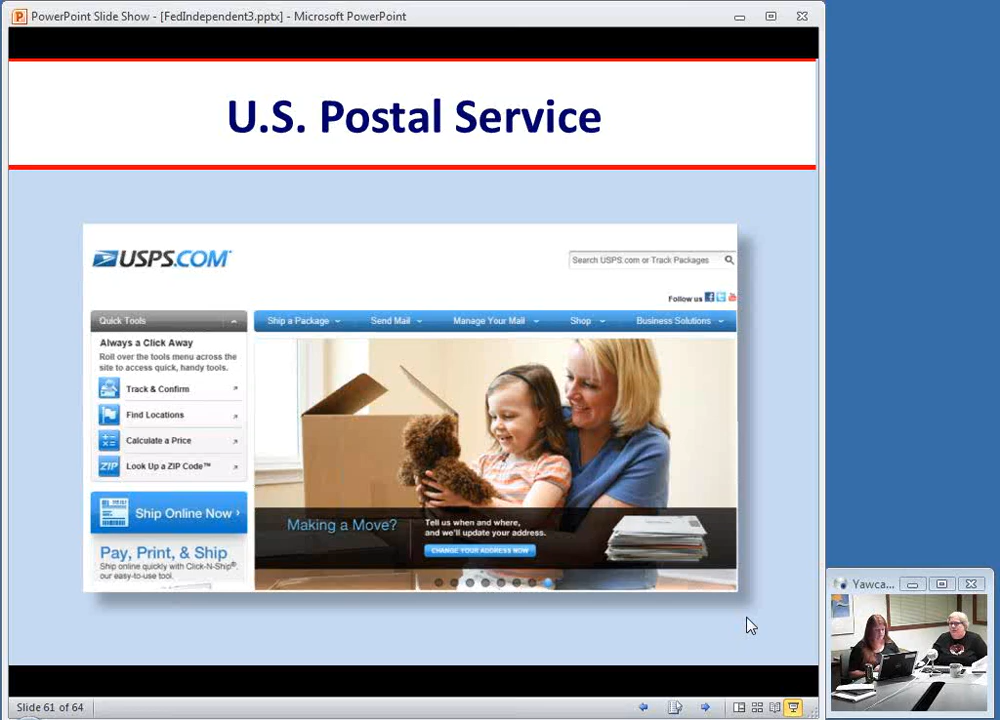 PowerPoint Slide Show - [FedIndependent3.pptx] - Microsoft PowerPoint
U.S. Postal Service
USPS.COM
Search USPS.com or Track Packages
Follow us
Quick Tools
Ship a Package
Send Mail
Manage Your Mail
Shop
Business Solutions
Always a Click Away
Roll over the tools menu across the
site to access quick, handy tools.
Track & Confirm
Find Locations
Calculate a Price
ZIP
Look Up a ZIP Code™
Ship Online Now ›
Pay, Print, & Ship
Ship online quickly with Click-N-Ship®,
our easy-to-use tool.
Making a Move?
Tell us when and where,
and we'll update your address.
CHANGE YOUR ADDRESS NOW
Yawca...
Slide 61 of 64